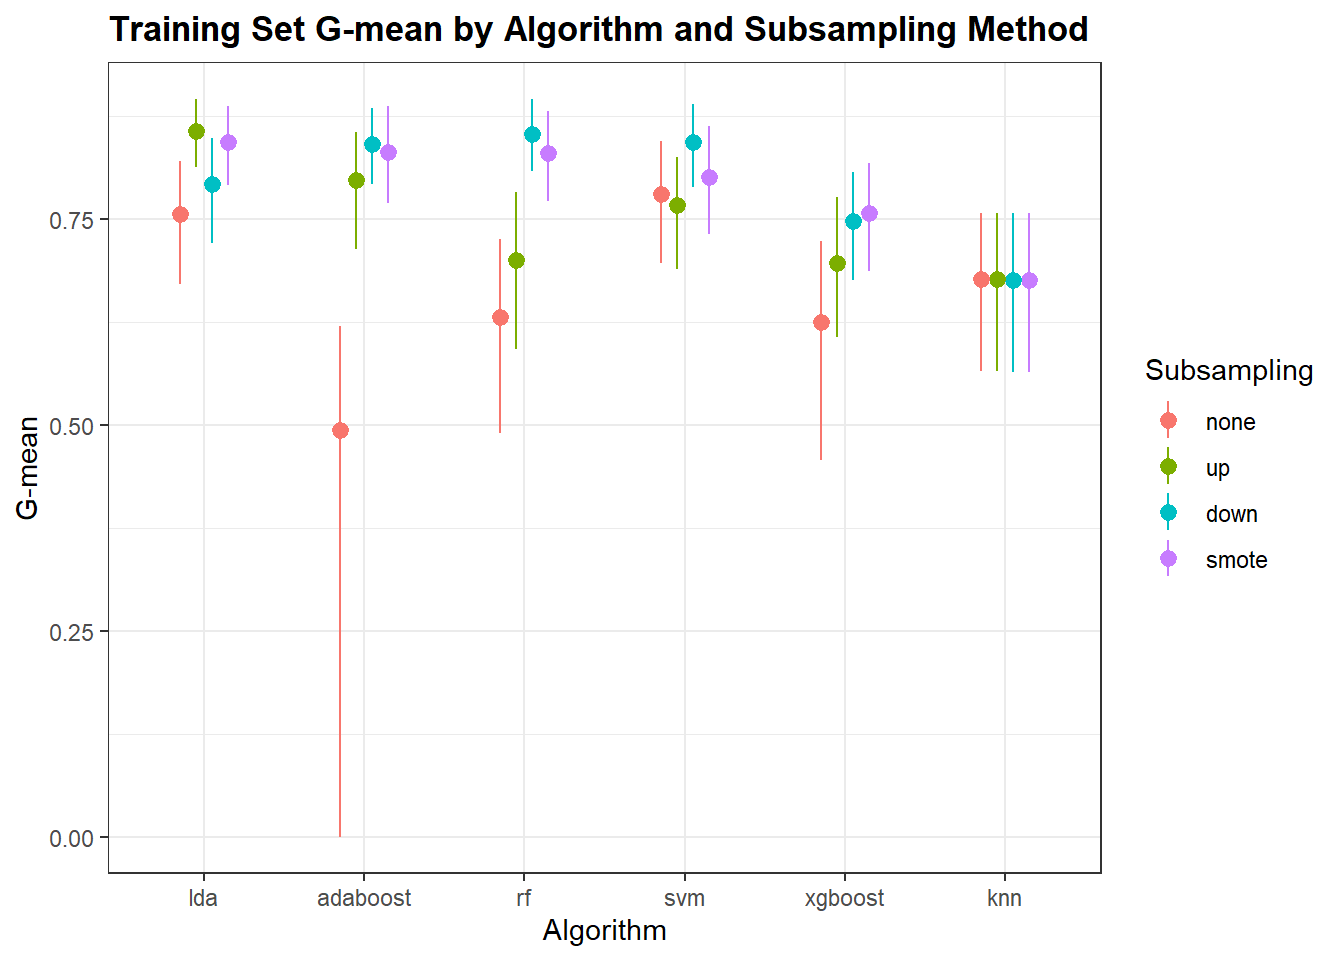 Training Set G-mean by Algorithm and Subsampling Method
G-mean
0.75
0.50
0.25
0.00
lda adaboost rf svm xgboost knn
Algorithm
Subsampling
none
up
down
smote